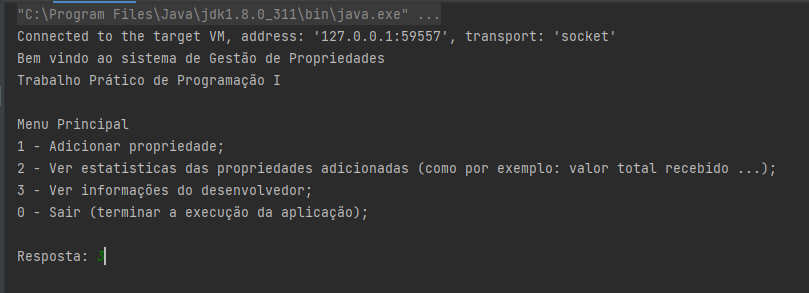 "C:\Program Files\Java\jdk1.8.0_311\bin\java.exe" ...
Connected to the target VM, address: '127.0.0.1:59557', transport: 'socket'
Bem vindo ao sistema de Gestão de Propriedades
Trabalho Prático de Programação I
Menu Principal
1 - Adicionar propriedade;
2 - Ver estatisticas das propriedades adicionadas (como por exemplo: valor total recebido ...);
3 - Ver informações do desenvolvedor;
0 - Sair (terminar a execução da aplicação);
Resposta: 3